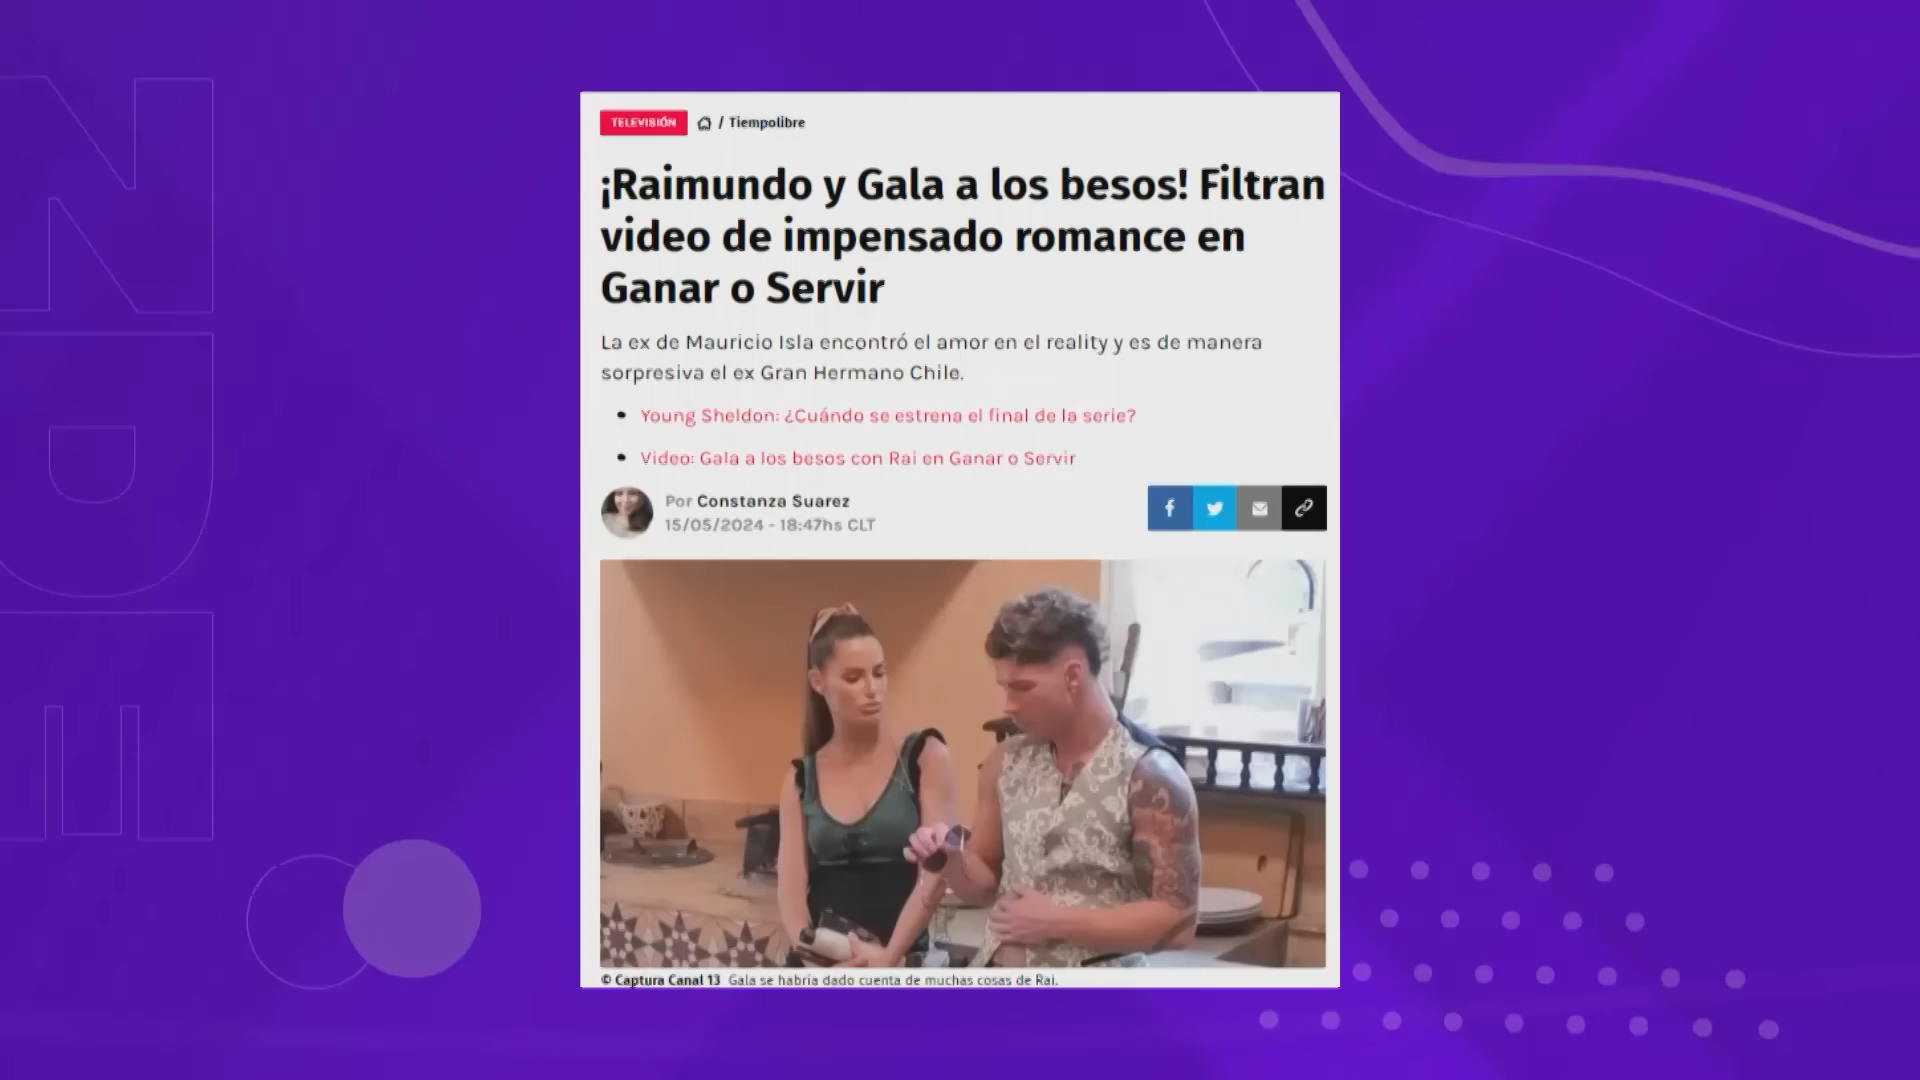 TELEVISIÓN / Tiempolibre
¡Raimundo y Gala a los besos! Filtran
video de impensado romance en
Ganar o Servir
La ex de Mauricio Isla encontró el amor en el reality y es de manera
sorpresiva el ex Gran Hermano Chile.
• Young Sheldon: ¿Cuándo se estrena el final de la serie?
• Video: Gala a los besos con Rai en Ganar o Servir
Por Constanza Suarez
15/05/2024 - 18:47hs CLT
© Captura Canal 13 Gala se habría dado cuenta de muchas cosas de Rai.